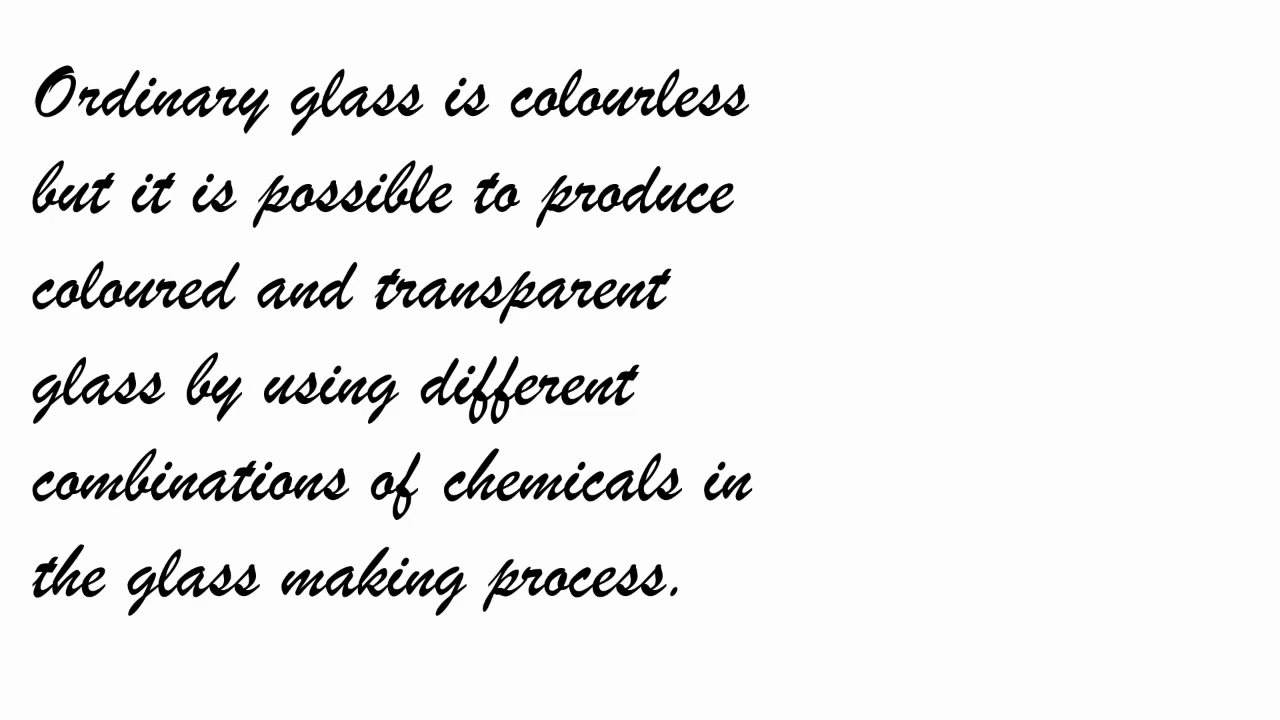 Ordinary glass is colourless
but it is possible to produce
coloured and transparent
glass by using different
combinations of chemicals in
the glass making process.